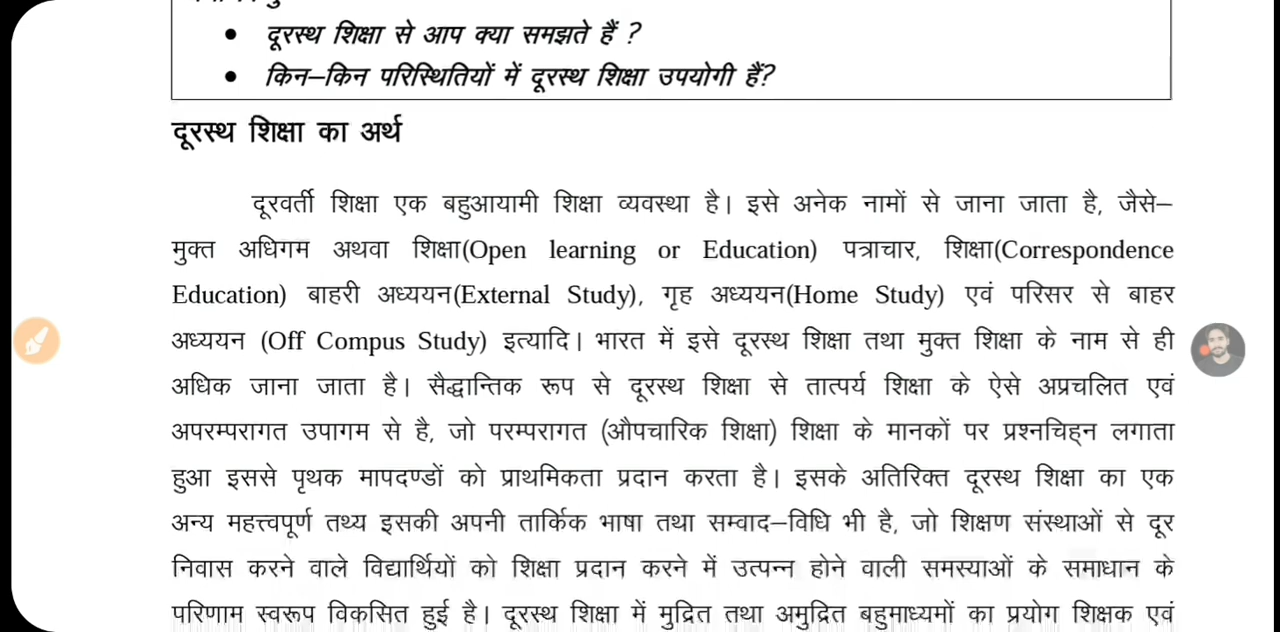 • दूरस्थ शिक्षा से आप क्या समझते हैं ?
• किन–किन परिस्थितियों में दूरस्थ शिक्षा उपयोगी हैं?
दूरस्थ शिक्षा का अर्थ
दूरवर्ती शिक्षा एक बहुआयामी शिक्षा व्यवस्था है। इसे अनेक नामों से जाना जाता है, जैसे–
मुक्त अधिगम अथवा शिक्षा(Open learning or Education) पत्राचार, शिक्षा(Correspondence
Education) बाहरी अध्ययन(External Study), गृह अध्ययन(Home Study) एवं परिसर से बाहर
अध्ययन (Off Compus Study) इत्यादि। भारत में इसे दूरस्थ शिक्षा तथा मुक्त शिक्षा के नाम से ही
अधिक जाना जाता है। सैद्धान्तिक रूप से दूरस्थ शिक्षा से तात्पर्य शिक्षा के ऐसे अप्रचलित एवं
अपरम्परागत उपागम से है, जो परम्परागत (औपचारिक शिक्षा) शिक्षा के मानकों पर प्रश्नचिह्न लगाता
हुआ इससे पृथक मापदण्डों को प्राथमिकता प्रदान करता है। इसके अतिरिक्त दूरस्थ शिक्षा का एक
अन्य महत्त्वपूर्ण तथ्य इसकी अपनी तार्किक भाषा तथा सम्वाद–विधि भी है, जो शिक्षण संस्थाओं से दूर
निवास करने वाले विद्यार्थियों को शिक्षा प्रदान करने में उत्पन्न होने वाली समस्याओं के समाधान के
परिणाम स्वरूप विकसित हुई है। दूरस्थ शिक्षा में मुद्रित तथा अमुद्रित बहुमाध्यमों का प्रयोग शिक्षक एवं